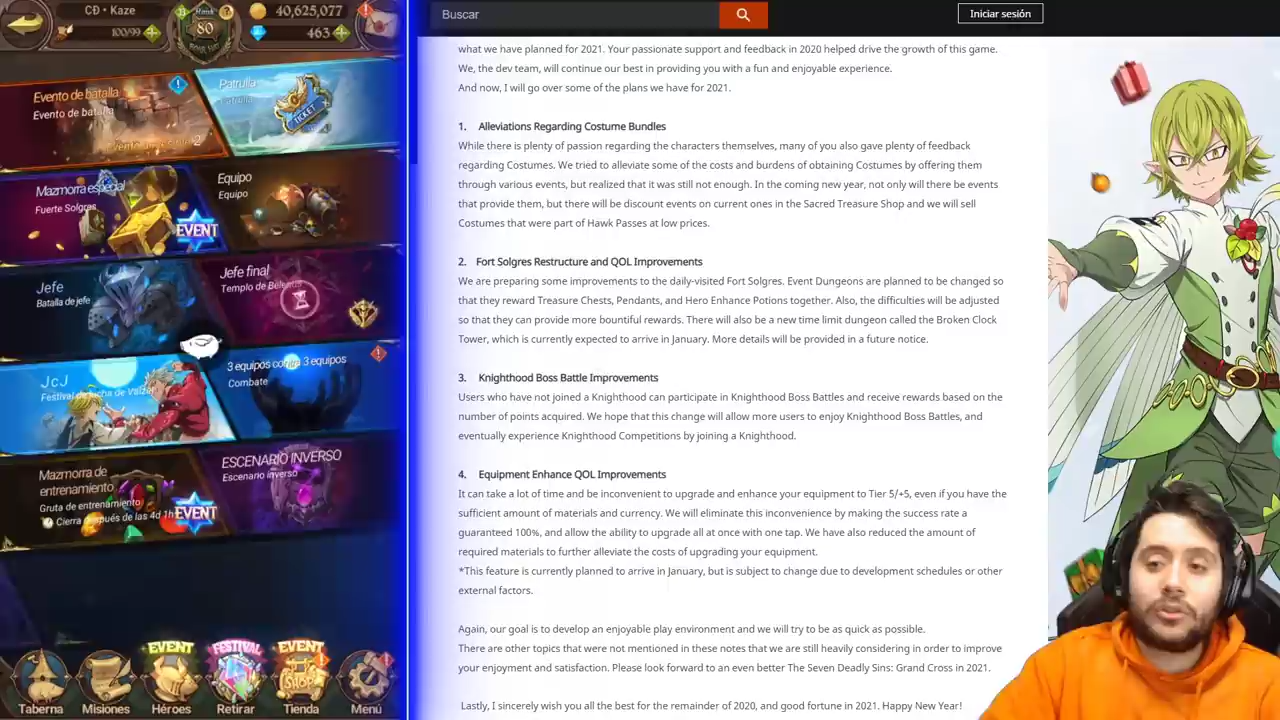 CĐ • Kaze
100/99
Rank
80
40,625,077
463
Evento de batalla
Evento de batalla
Patrulla
Mazmorra especial
Fuerte Solgres
EVENT
Equipo
Equipo
Jefe
Batalla de jefe
Jefe final
Templo de Belenus
JcJ
Festival de lucha de Vaizel
3 equipos contra 3 equipos
Combate
Mazmorra de
entrenamiento
Gruta de entrenamiento
Cierra después de las 4d 1h
EVENT
ESCENARIO INVERSO
Escenario inverso
EVENT
FESTIVAL
EVENT
SHOP
Taberna
Misiones
Héroes
Retirar
Tienda
Menú
Buscar
Iniciar sesión
what we have planned for 2021. Your passionate support and feedback in 2020 helped drive the growth of this game.
We, the dev team, will continue our best in providing you with a fun and enjoyable experience.
And now, I will go over some of the plans we have for 2021.
1. Alleviations Regarding Costume Bundles
While there is plenty of passion regarding the characters themselves, many of you also gave plenty of feedback
regarding Costumes. We tried to alleviate some of the costs and burdens of obtaining Costumes by offering them
through various events, but realized that it was still not enough. In the coming new year, not only will there be events
that provide them, but there will be discount events on current ones in the Sacred Treasure Shop and we will sell
Costumes that were part of Hawk Passes at low prices.
2. Fort Solgres Restructure and QOL Improvements
We are preparing some improvements to the daily-visited Fort Solgres. Event Dungeons are planned to be changed so
that they reward Treasure Chests, Pendants, and Hero Enhance Potions together. Also, the difficulties will be adjusted
so that they can provide more bountiful rewards. There will also be a new time limit dungeon called the Broken Clock
Tower, which is currently expected to arrive in January. More details will be provided in a future notice.
3. Knighthood Boss Battle Improvements
Users who have not joined a Knighthood can participate in Knighthood Boss Battles and receive rewards based on the
number of points acquired. We hope that this change will allow more users to enjoy Knighthood Boss Battles, and
eventually experience Knighthood Competitions by joining a Knighthood.
4. Equipment Enhance QOL Improvements
It can take a lot of time and be inconvenient to upgrade and enhance your equipment to Tier 5/+5, even if you have the
sufficient amount of materials and currency. We will eliminate this inconvenience by making the success rate a
guaranteed 100%, and allow the ability to upgrade all at once with one tap. We have also reduced the amount of
required materials to further alleviate the costs of upgrading your equipment.
*This feature is currently planned to arrive in January, but is subject to change due to development schedules or other
external factors.
Again, our goal is to develop an enjoyable play environment and we will try to be as quick as possible.
There are other topics that were not mentioned in these notes that we are still heavily considering in order to improve
your enjoyment and satisfaction. Please look forward to an even better The Seven Deadly Sins: Grand Cross in 2021.
Lastly, I sincerely wish you all the best for the remainder of 2020, and good fortune in 2021. Happy New Year!